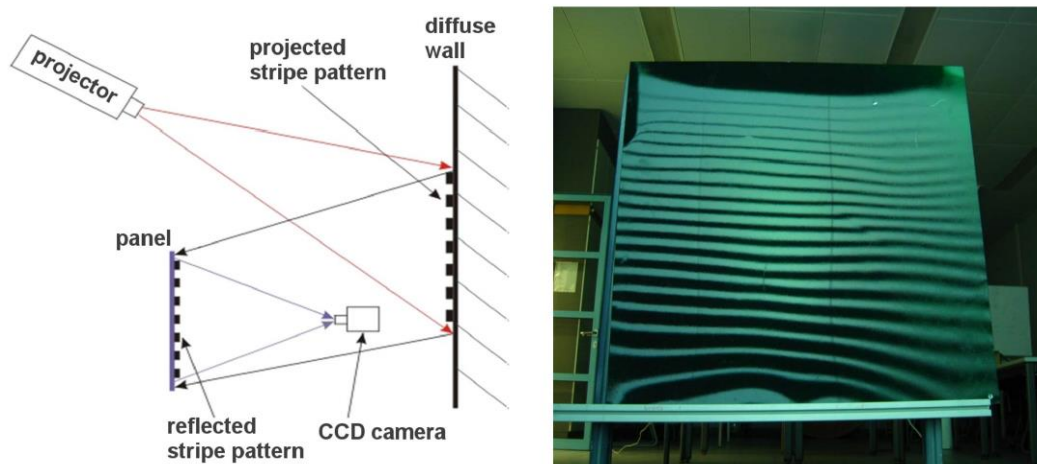 projector
projected
stripe pattern
diffuse
wall
panel
reflected
stripe pattern
CCD camera